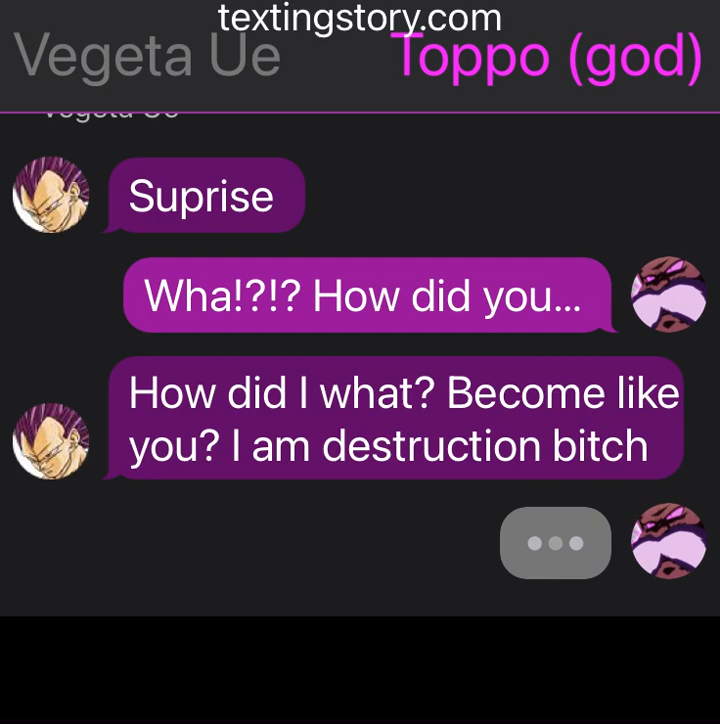 textingstory.com
Vegeta Ue Toppo (god)
Vegeta Ue
Suprise
Wha!?!? How did you...
How did I what? Become like
you? I am destruction bitch